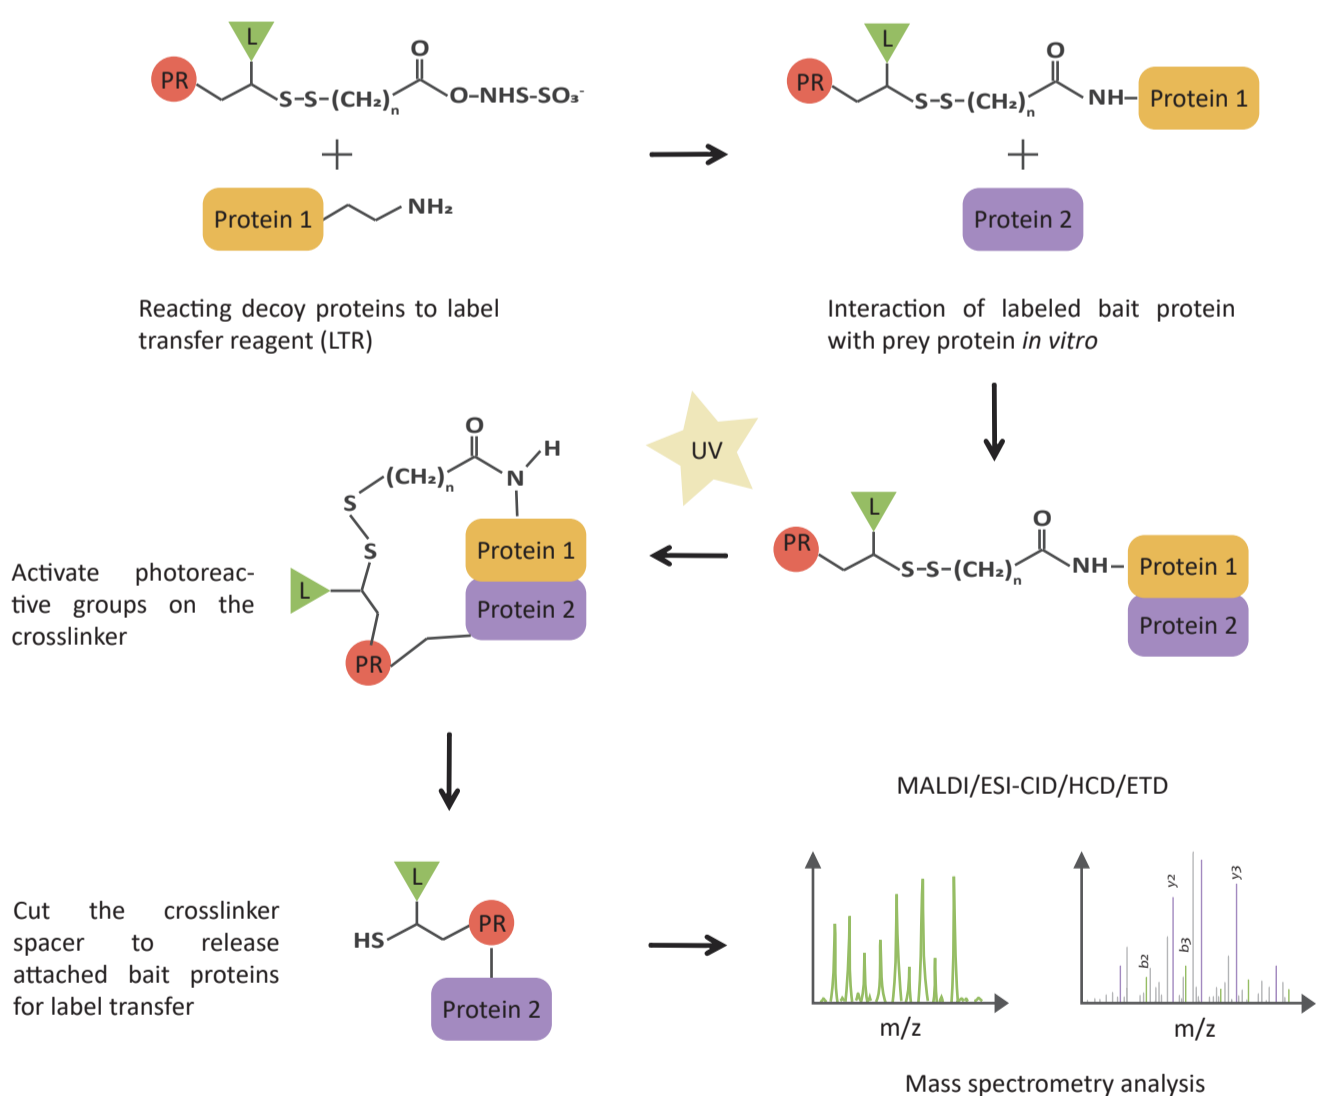 L
PR
S-S-(CH₂)n
O
O-NHS-SO₃⁻
+
Protein 1
NH₂
Reacting decoy proteins to label
transfer reagent (LTR)
L
PR
S-S-(CH₂)n
O
NH-
Protein 1
+
Protein 2
Interaction of labeled bait protein
with prey protein in vitro
UV
L
PR
S-S-(CH₂)n
O
NH-
Protein 1
Protein 2
O
H
(CH₂)n
N
S
S
L
PR
Protein 1
Protein 2
Activate photoreac-
tive groups on the
crosslinker
L
HS
PR
Protein 2
Cut the crosslinker
spacer to release
attached bait proteins
for label transfer
MALDI/ESI-CID/HCD/ETD
m/z
b2
y2
b3
y3
m/z
Mass spectrometry analysis